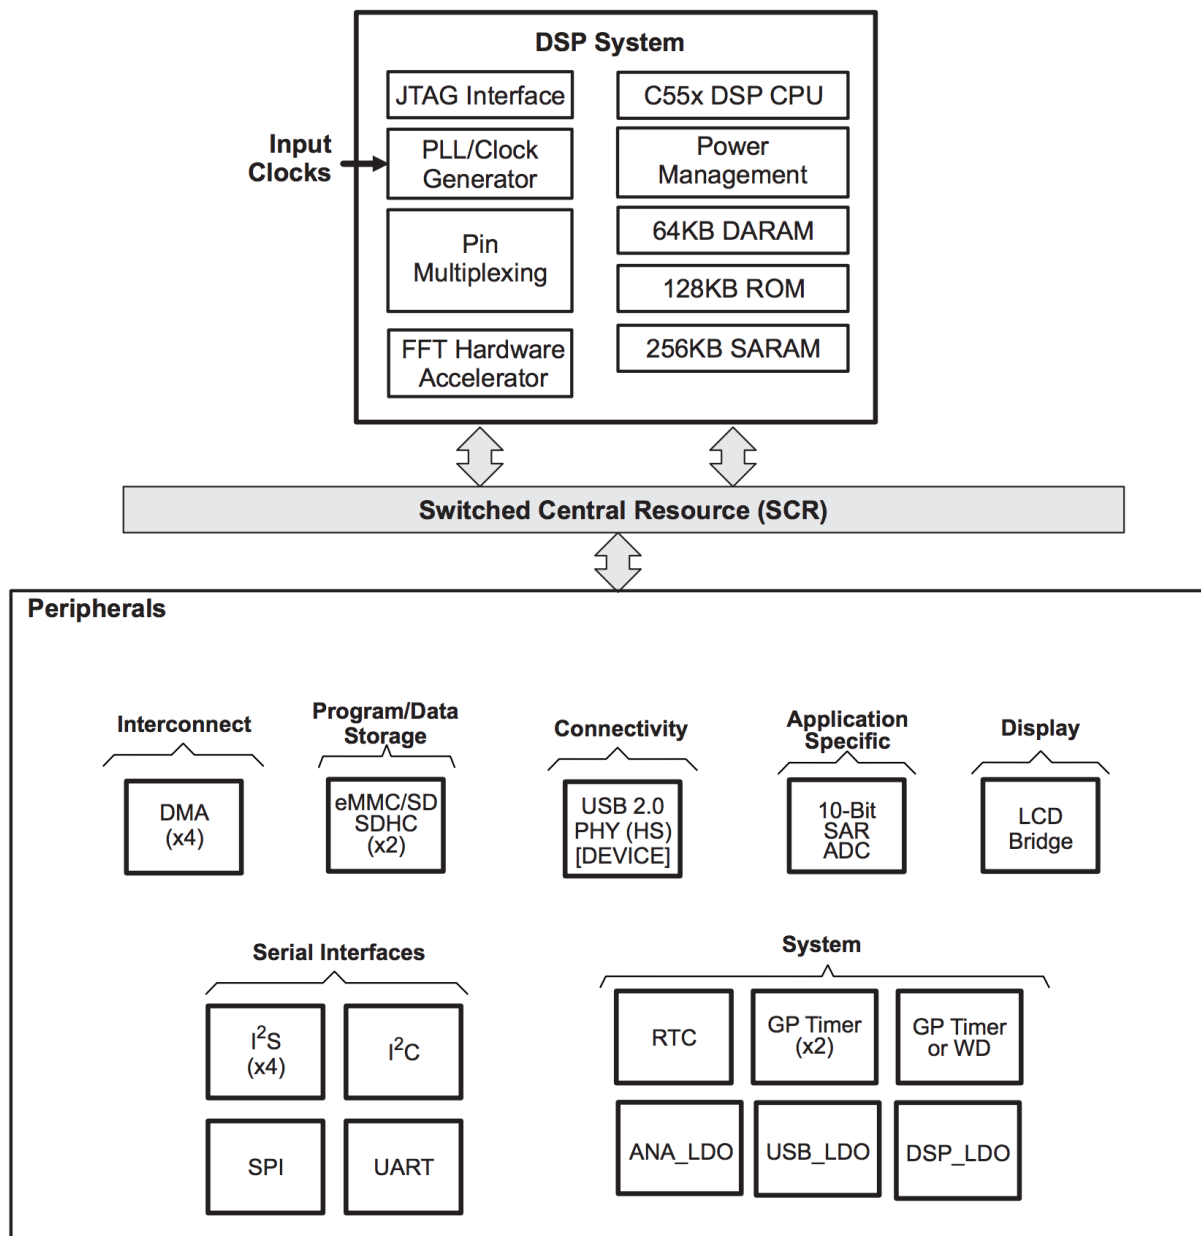 DSP System
JTAG Interface
C55x DSP CPU
Input
Clocks
PLL/Clock
Generator
Power
Management
Pin
Multiplexing
64KB DARAM
128KB ROM
FFT Hardware
Accelerator
256KB SARAM
Switched Central Resource (SCR)
Peripherals
Interconnect
DMA
(x4)
Program/Data
Storage
eMMC/SD
SDHC
(x2)
Connectivity
USB 2.0
PHY (HS)
[DEVICE]
Application
Specific
10-Bit
SAR
ADC
Display
LCD
Bridge
Serial Interfaces
I²S
(x4)
I²C
SPI
UART
System
RTC
GP Timer
(x2)
GP Timer
or WD
ANA_LDO
USB_LDO
DSP_LDO